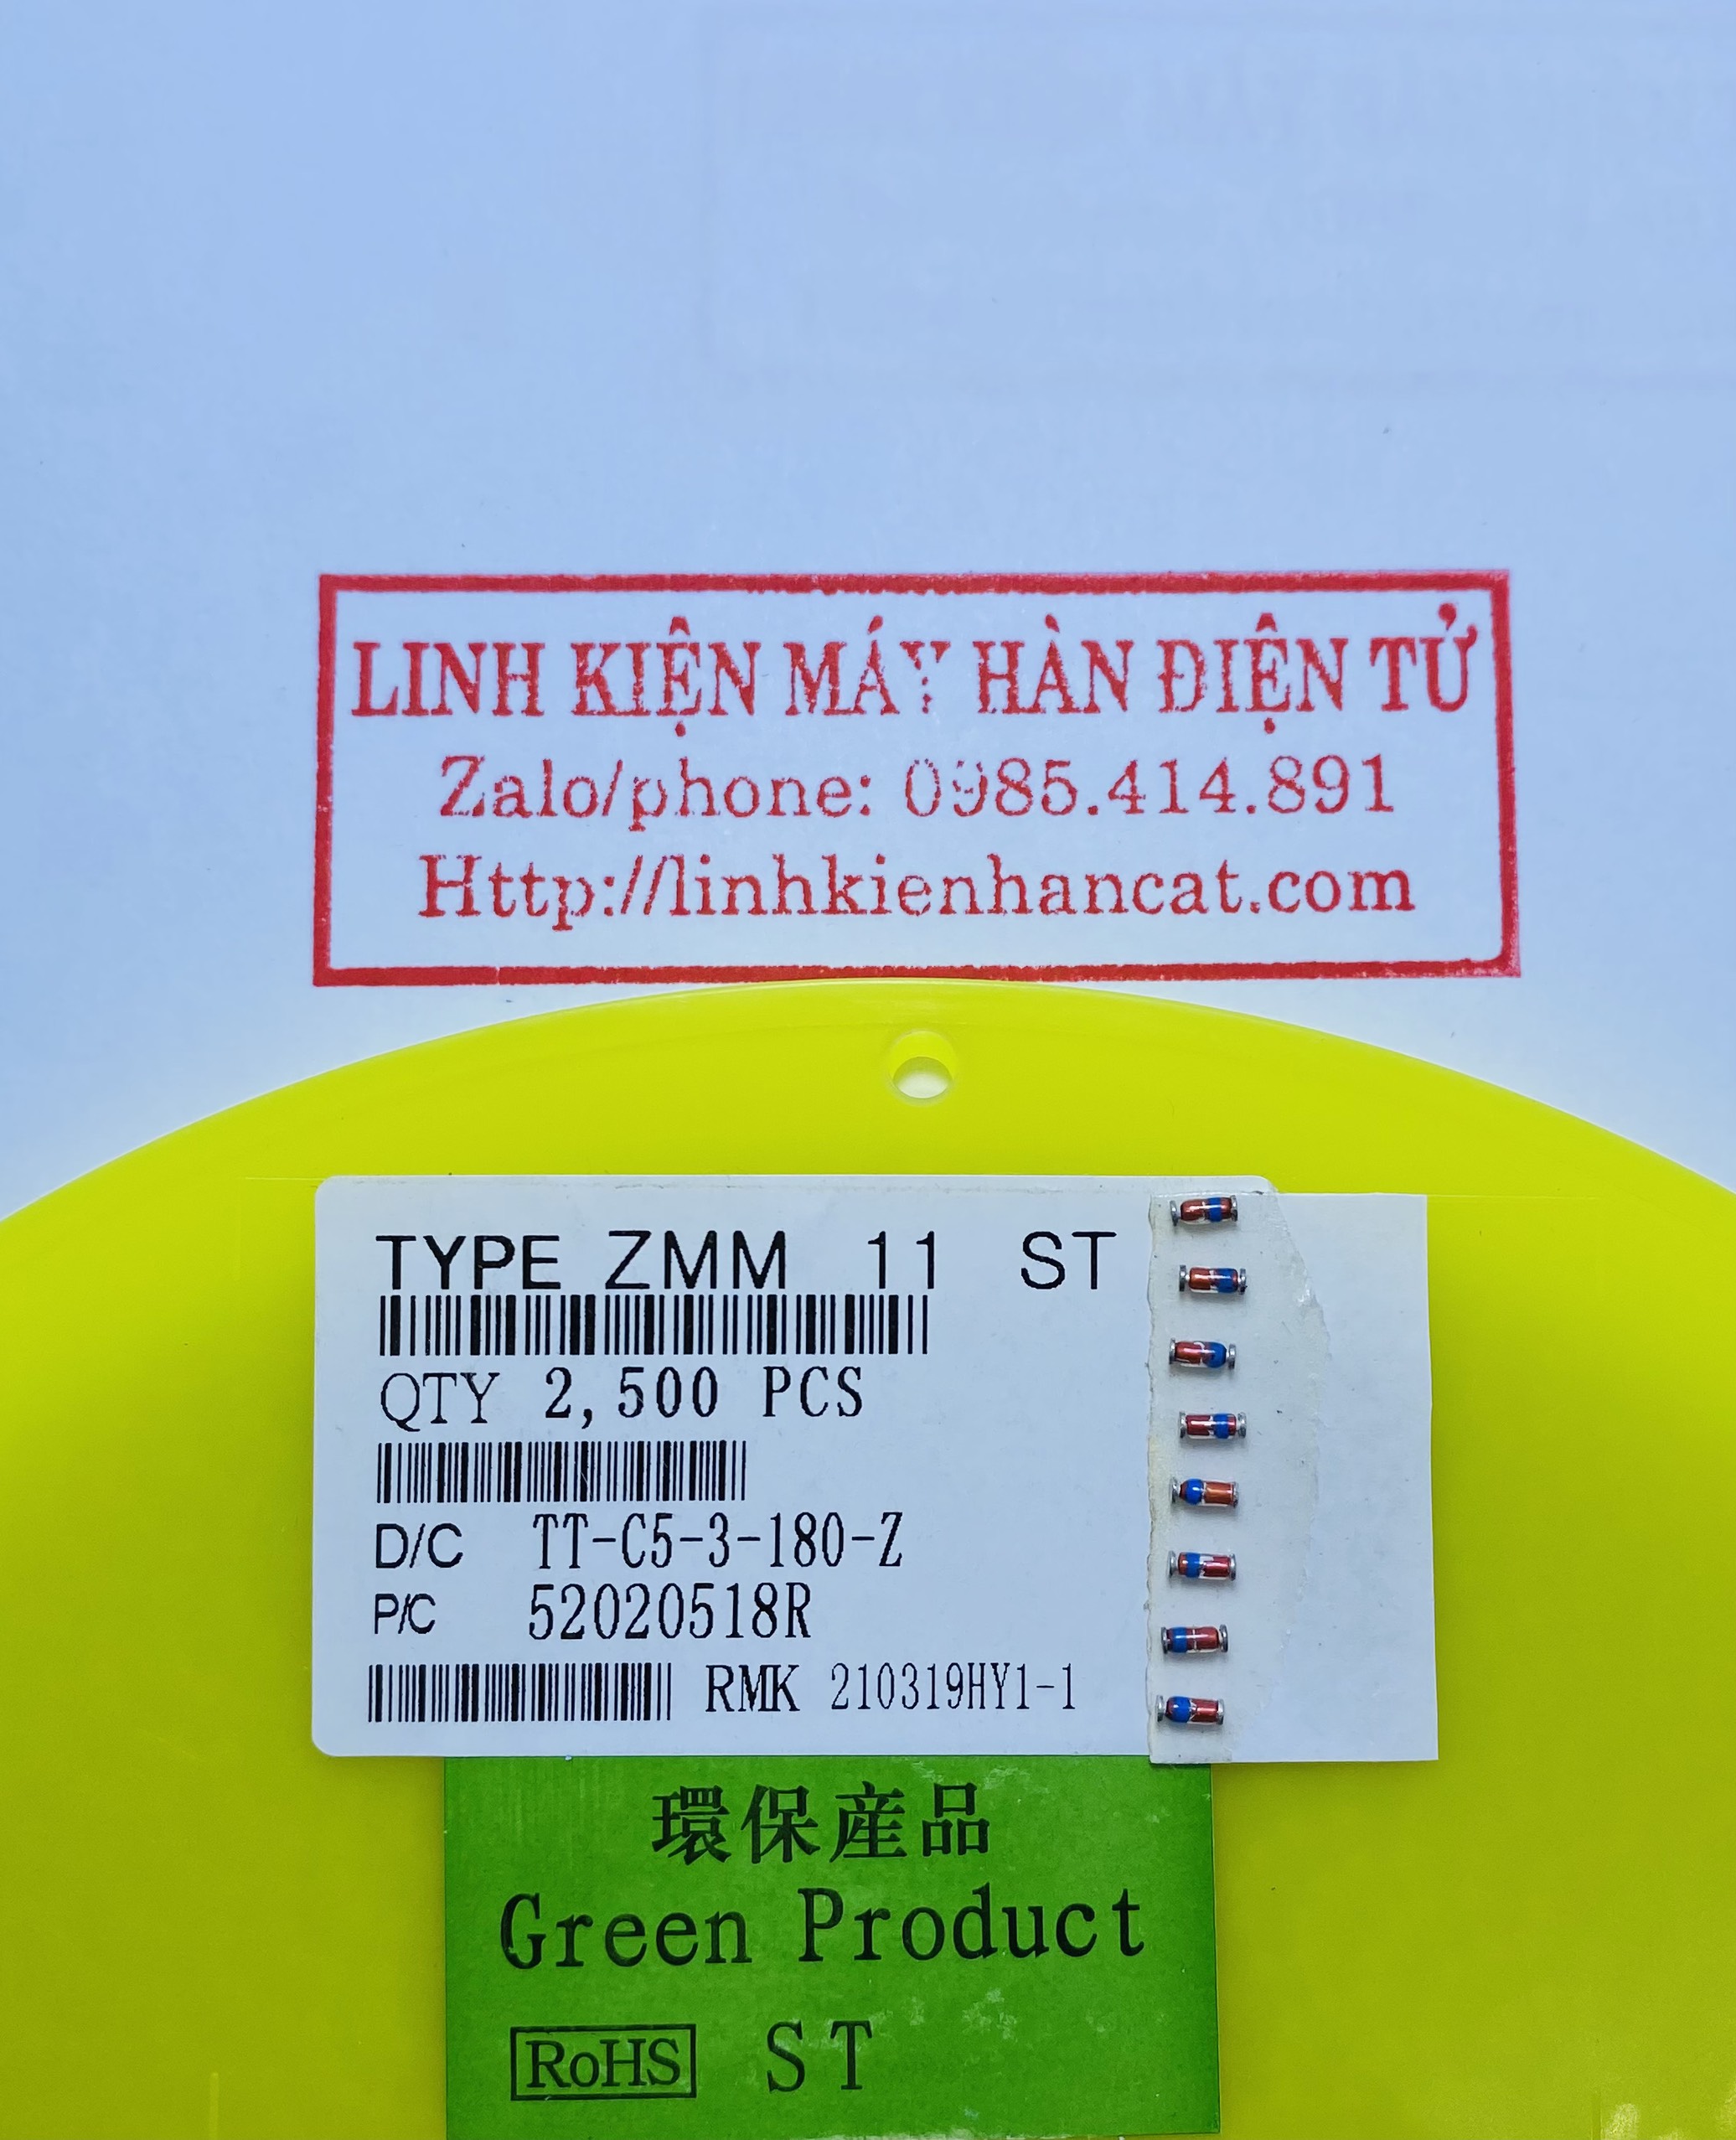 LINH KIỆN MÁY HÀN ĐIỆN TỬ
Zalo/phone: 0985.414.891
Http://linhkienhancat.com
TYPE ZMM 11 ST
QTY 2,500 PCS
D/C TT-C5-3-180-Z
P/C 52020518R
RMK 210319HY1-1
環保産品
Green Product
RoHS ST